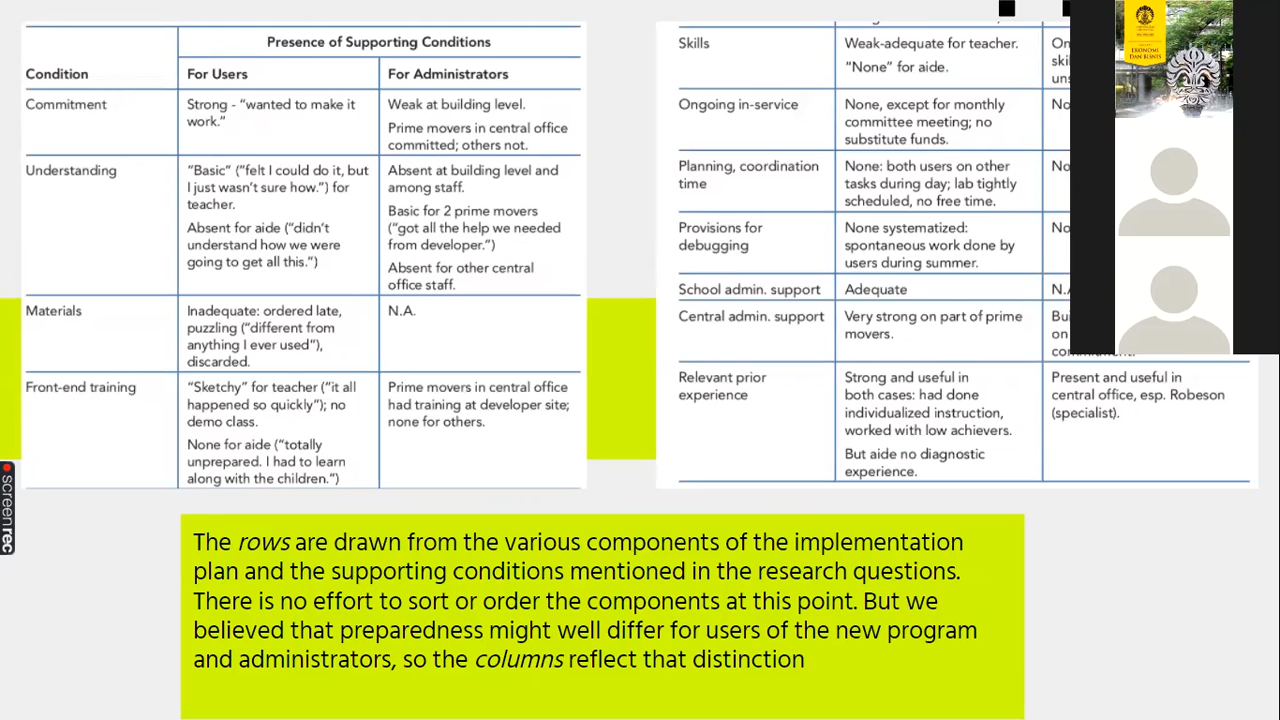 Presence of Supporting Conditions
Condition
For Users
For Administrators
Commitment
Strong - “wanted to make it
work.”
Weak at building level.
Prime movers in central office
committed; others not.
Understanding
“Basic” (“felt I could do it, but
I just wasn’t sure how.”) for
teacher.
Absent for aide (“didn’t
understand how we were
going to get all this.”)
Absent at building level and
among staff.
Basic for 2 prime movers
(“got all the help we needed
from developer.”)
Absent for other central
office staff.
Materials
Inadequate: ordered late,
puzzling (“different from
anything I ever used”),
discarded.
N.A.
Front-end training
“Sketchy” for teacher (“it all
happened so quickly”); no
demo class.
None for aide (“totally
unprepared. I had to learn
along with the children.”)
Prime movers in central office
had training at developer site;
none for others.
Skills
Weak-adequate for teacher.
“None” for aide.
Ongoing in-service
None, except for monthly
committee meeting; no
substitute funds.
Planning, coordination
time
None: both users on other
tasks during day; lab tightly
scheduled, no free time.
Provisions for
debugging
None systematized:
spontaneous work done by
users during summer.
School admin. support
Adequate
Central admin. support
Very strong on part of prime
movers.
on
Relevant prior
experience
Strong and useful in
both cases: had done
individualized instruction,
worked with low achievers.
But aide no diagnostic
experience.
Present and useful in
central office, esp. Robeson
(specialist).
The rows are drawn from the various components of the implementation
plan and the supporting conditions mentioned in the research questions.
There is no effort to sort or order the components at this point. But we
believed that preparedness might well differ for users of the new program
and administrators, so the columns reflect that distinction
screenrec
EKONOMI
DAN BISNIS